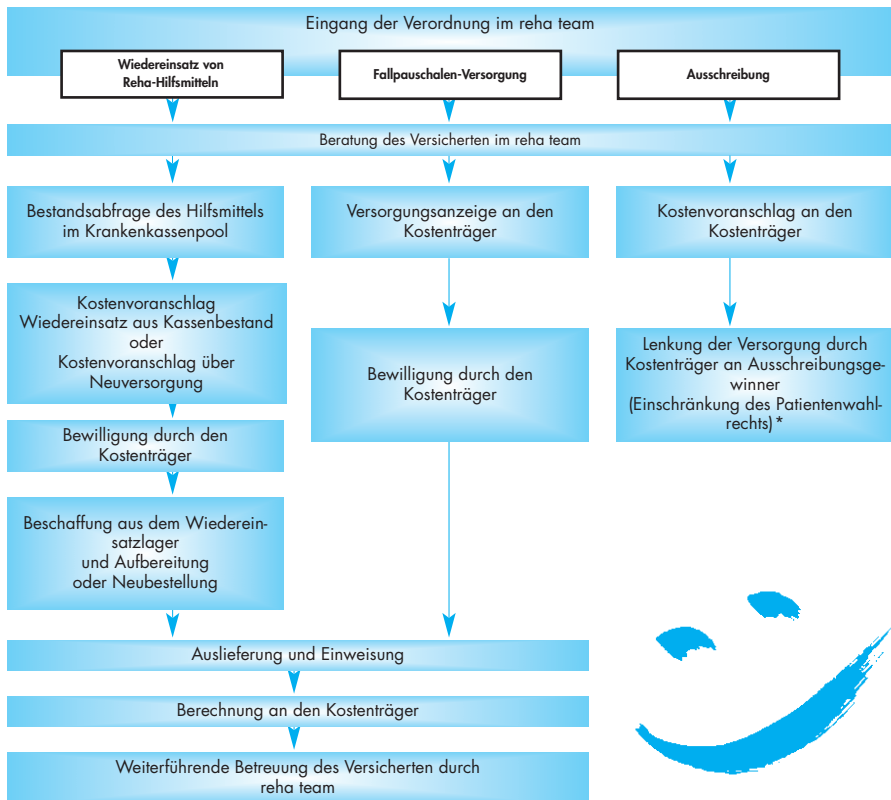 Eingang der Verordnung im reha team
Wiedereinsatz von
Reha-Hilfsmitteln
Fallpauschalen-Versorgung
Ausschreibung
Beratung des Versicherten im reha team
Bestandsabfrage des Hilfsmittels
im Krankenkassenpool
Versorgungsanzeige an den
Kostenträger
Kostenvoranschlag an den
Kostenträger
Kostenvoranschlag
Wiedereinsatz aus Kassenbestand
oder
Kostenvoranschlag über
Neuversorgung
Bewilligung durch den
Kostenträger
Lenkung der Versorgung durch
Kostenträger an Ausschreibungsge-
winner
(Einschränkung des Patientenwahl-
rechts)*
Bewilligung durch den
Kostenträger
Beschaffung aus dem Wiederein-
satzlager
und Aufbereitung
oder Neubestellung
Auslieferung und Einweisung
Berechnung an den Kostenträger
Weiterführende Betreuung des Versicherten durch
reha team